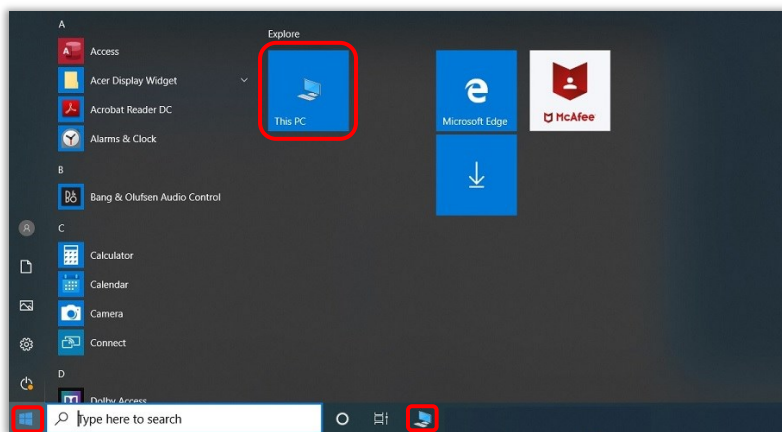 A
Access
Acer Display Widget
Acrobat Reader DC
Alarms & Clock
B
Bang & Olufsen Audio Control
C
Calculator
Calendar
Camera
Connect
D
Dolby Access
Explore
This PC
Microsoft Edge
McAfee
Type here to search